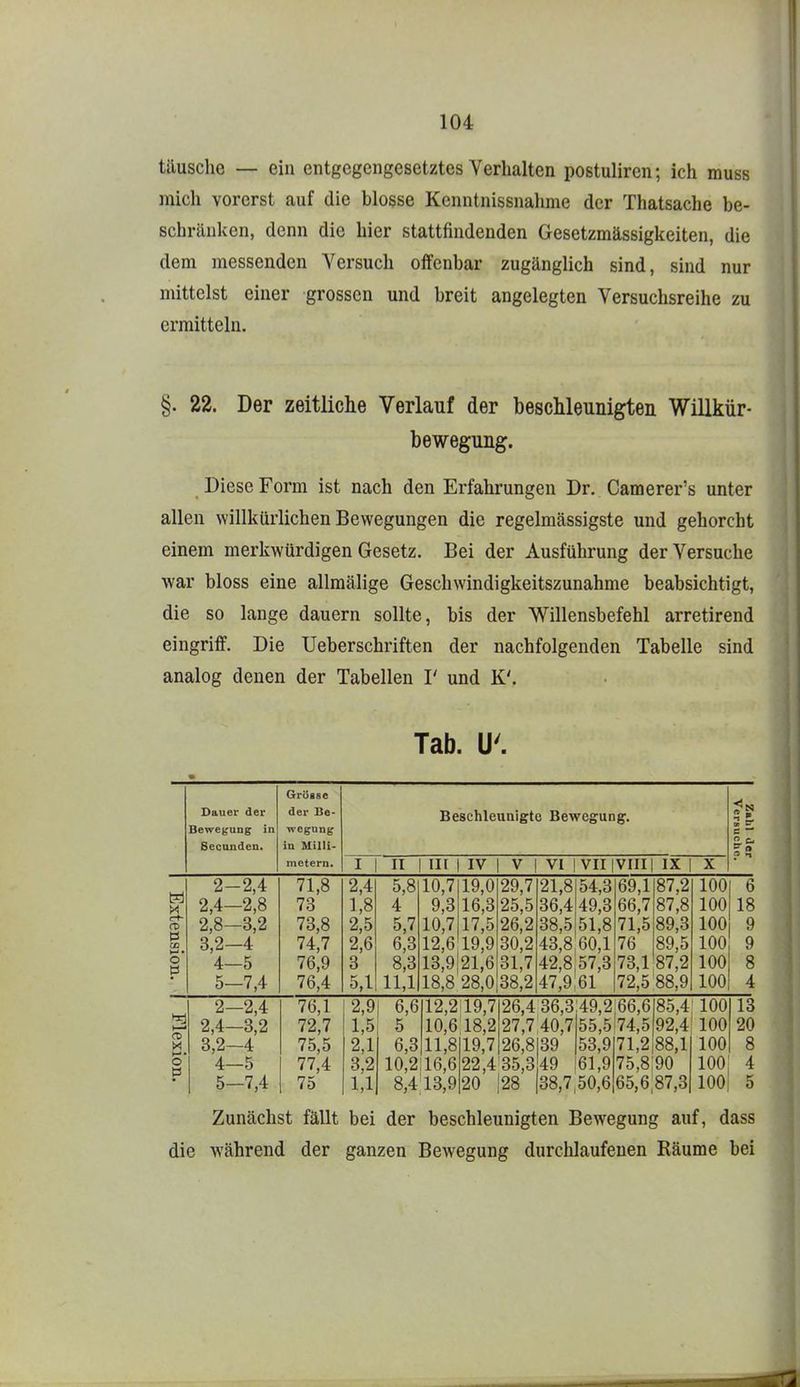 104
täusche — ein entgegengesetztes Verhalten postuliren; ich muss
mich vorerst auf die blosse Kenntnissnahme der Thatsache be-
schränken, denn die hier stattfindenden Gesetzmässigkeiten, die
dem messenden Versuch offenbar zugänglich sind, sind nur
mittelst einer grossen und breit angelegten Versuchsreihe zu
ermitteln.
§. 22. Der zeitliche Verlauf der beschleunigten Willkür-
bewegung.
Diese Form ist nach den Erfahrungen Dr. Camerer's unter
allen willkürlichen Bewegungen die regelmässigste und gehorcht
einem merkwürdigen Gesetz. Bei der Ausführung der Versuche
war bloss eine allmälige Geschwindigkeitszunahme beabsichtigt,
die so lange dauern sollte, bis der Willensbefehl arretirend
eingriff. Die Ueberschriften der nachfolgenden Tabelle sind
analog denen der Tabellen I' und K'.
Tab. U'.
Dauer der Bewegung in Secunden. | Grösse der Be-wegung in Milli-metern. | Beschleunigte Bewegung. | Zahl der Versuche.
I | II | III | IV | V | VI | VII | VIII | IX | X
Extension.
2–2,4 | 71,8 | 2,4 | 5,8 | 10,7 | 19,0 | 29,7 | 21,8 | 54,3 | 69,1 | 87,2 | 100 | 6
2,4–2,8 | 73 | 1,8 | 4 | 9,3 | 16,3 | 25,5 | 36,4 | 49,3 | 66,7 | 87,8 | 100 | 18
2,8–3,2 | 73,8 | 2,5 | 5,7 | 10,7 | 17,5 | 26,2 | 38,5 | 51,8 | 71,5 | 89,3 | 100 | 9
3,2–4 | 74,7 | 2,6 | 6,3 | 12,6 | 19,9 | 30,2 | 43,8 | 60,1 | 76 | 89,5 | 100 | 9
4–5 | 76,9 | 3 | 8,3 | 13,9 | 21,6 | 31,7 | 42,8 | 57,3 | 73,1 | 87,2 | 100 | 8
5–7,4 | 76,4 | 5,1 | 11,1 | 18,8 | 28,0 | 38,2 | 47,9 | 61 | 72,5 | 88,9 | 100 | 4
Flexion.
2–2,4 | 76,1 | 2,9 | 6,6 | 12,2 | 19,7 | 26,4 | 36,3 | 49,2 | 66,6 | 85,4 | 100 | 13
2,4–3,2 | 72,7 | 1,5 | 5 | 10,6 | 18,2 | 27,7 | 40,7 | 55,5 | 74,5 | 92,4 | 100 | 20
3,2–4 | 75,5 | 2,1 | 6,3 | 11,8 | 19,7 | 26,8 | 39 | 53,9 | 71,2 | 88,1 | 100 | 8
4–5 | 77,4 | 3,2 | 10,2 | 16,6 | 22,4 | 35,3 | 49 | 61,9 | 75,8 | 90 | 100 | 4
5–7,4 | 75 | 1,1 | 8,4 | 13,9 | 20 | 28 | 38,7 | 50,6 | 65,6 | 87,3 | 100 | 5
Zunächst fällt bei der beschleunigten Bewegung auf, dass
die während der ganzen Bewegung durchlaufenen Räume bei